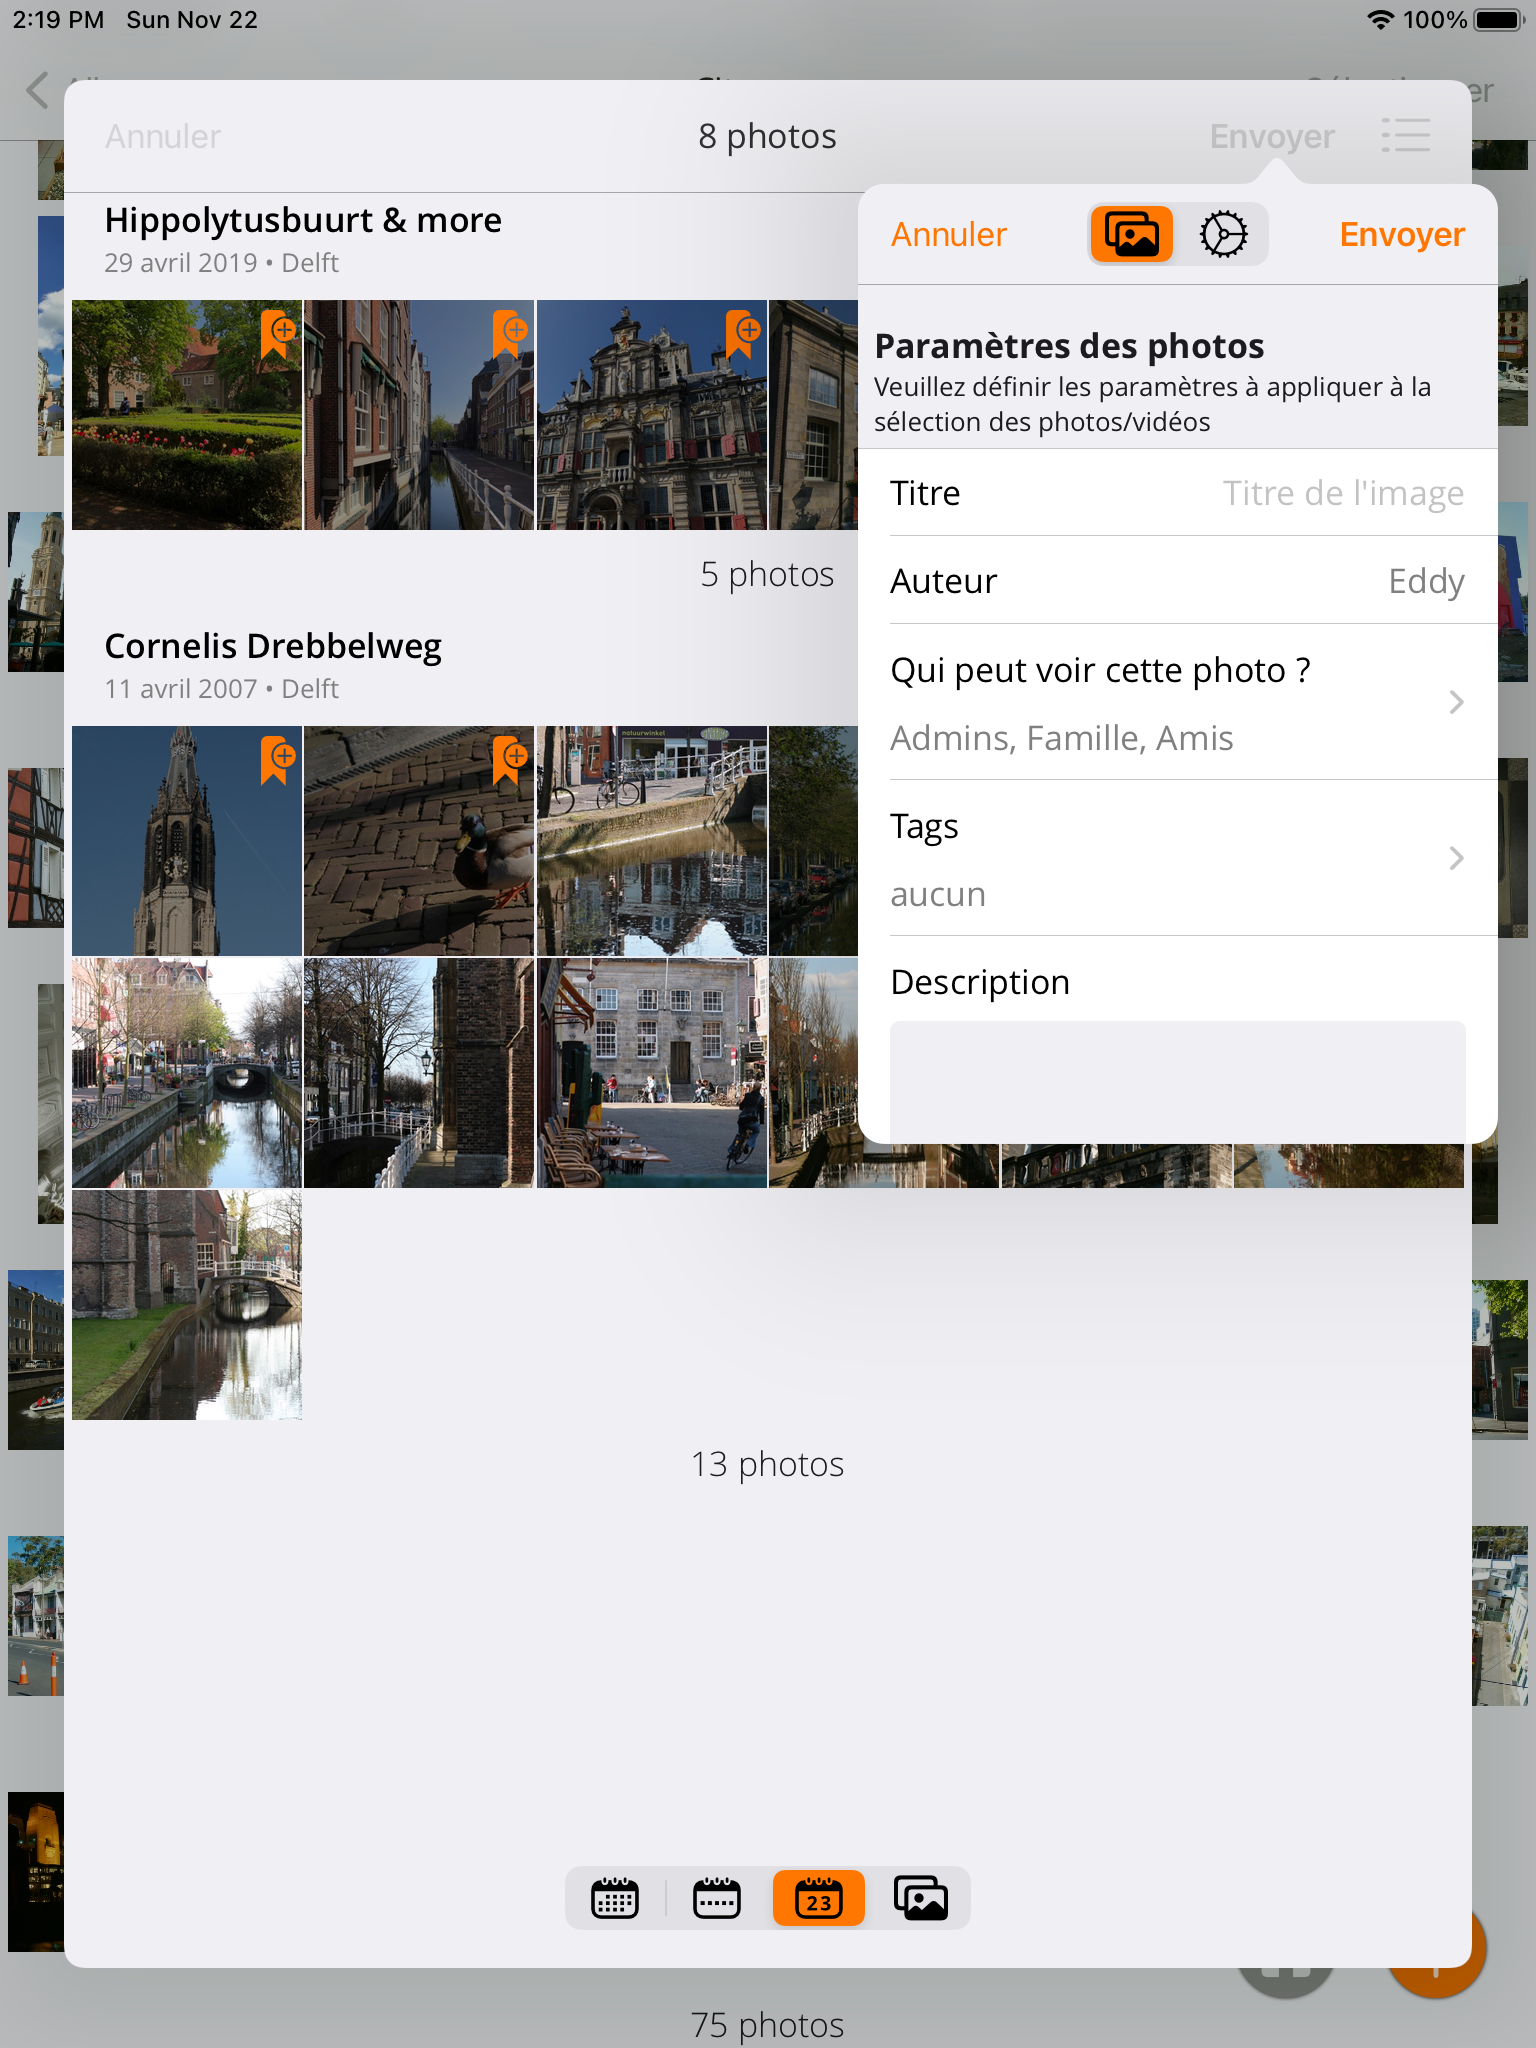 2:19 PM Sun Nov 22 100%
Annuler 8 photos Envoyer
Hippolytusbuurt & more
29 avril 2019 • Delft
5 photos
Cornelis Drebbelweg
11 avril 2007 • Delft
natuurwinkel
13 photos
23
75 photos
Annuler Envoyer
Paramètres des photos
Veuillez définir les paramètres à appliquer à la
sélection des photos/vidéos
Titre Titre de l'image
Auteur Eddy
Qui peut voir cette photo ?
Admins, Famille, Amis
Tags
aucun
Description